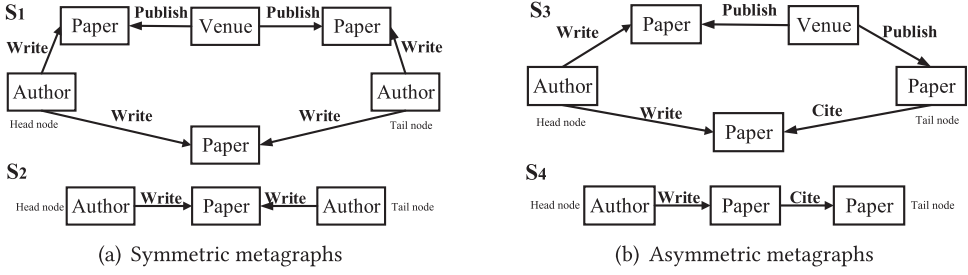 S1
Publish Publish
Paper Venue Paper
Write Write
Author Author
Head node Write Write Tail node
Paper
S2
Head node Author Write Paper Write Author Tail node
(a) Symmetric metagraphs
S3
Publish
Paper Venue
Write Publish
Author Paper
Head node Write Cite Tail node
Paper
S4
Head node Author Write Paper Cite Paper Tail node
(b) Asymmetric metagraphs